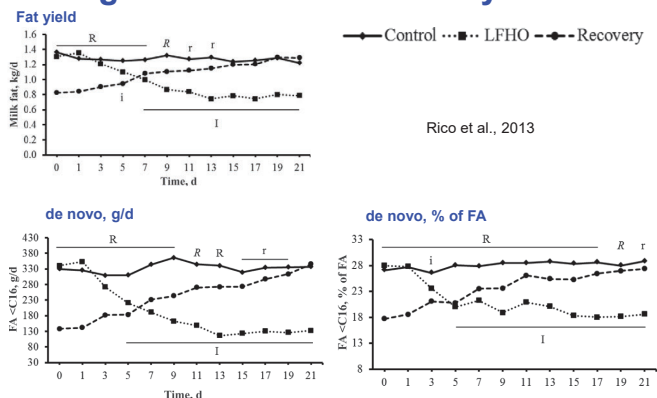 Fat yield
Control LFHO Recovery
Rico et al., 2013
Milk fat, kg/d
1.8
1.6
1.4
1.2
1.0
0.8
0.6
0.4
0.2
0.0
R R r r
i
I
0 1 3 5 7 9 11 13 15 17 19 21
Time, d
de novo, g/d
FA <C16, g/d
430
380
330
280
230
180
130
80
30
R R R r
I
0 1 3 5 7 9 11 13 15 17 19 21
Time, d
de novo, % of FA
FA <C16, % of FA
33
28
23
18
13
8
R R r
i
I
0 1 3 5 7 9 11 13 15 17 19 21